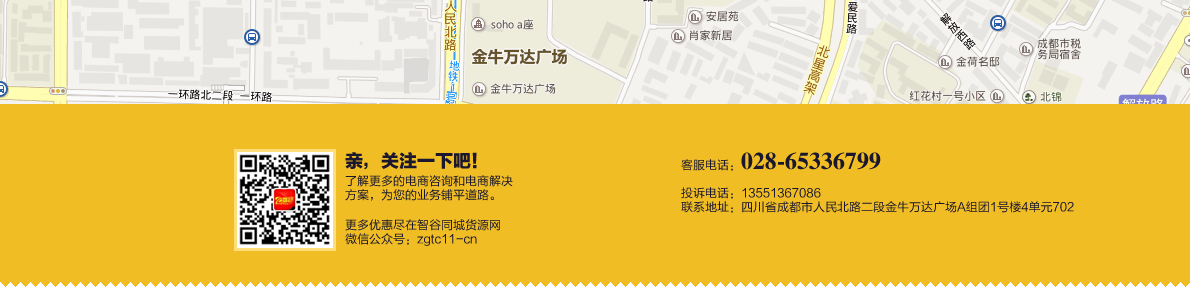 人民北路
soho a座
金牛万达广场
地铁
金牛万达广场
一环路北二段 一环路
安居苑
肖家新居
爱民路
北星高架
解放西路
成都市税
务局宿舍
金荷名邸
红花村一号小区
北锦
解放路
亲，关注一下吧！
了解更多的电商咨询和电商解决
方案，为您的业务铺平道路。
更多优惠尽在智谷同城货源网
微信公众号：zgtc11-cn
客服电话：028-65336799
投诉电话：13551367086
联系地址：四川省成都市人民北路二段金牛万达广场A组团1号楼4单元702